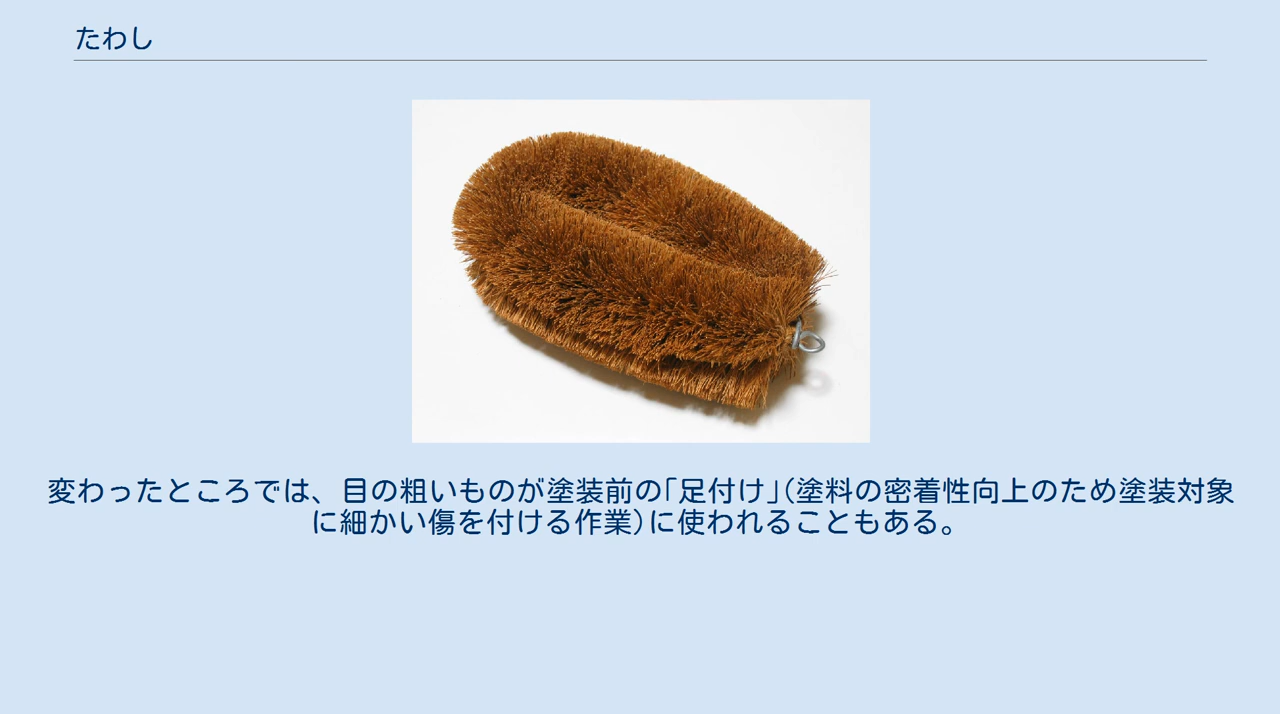 たわし
変わったところでは、目の粗いものが塗装前の「足付け」(塗料の密着性向上のため塗装対象
に細かい傷を付ける作業)に使われることもある。